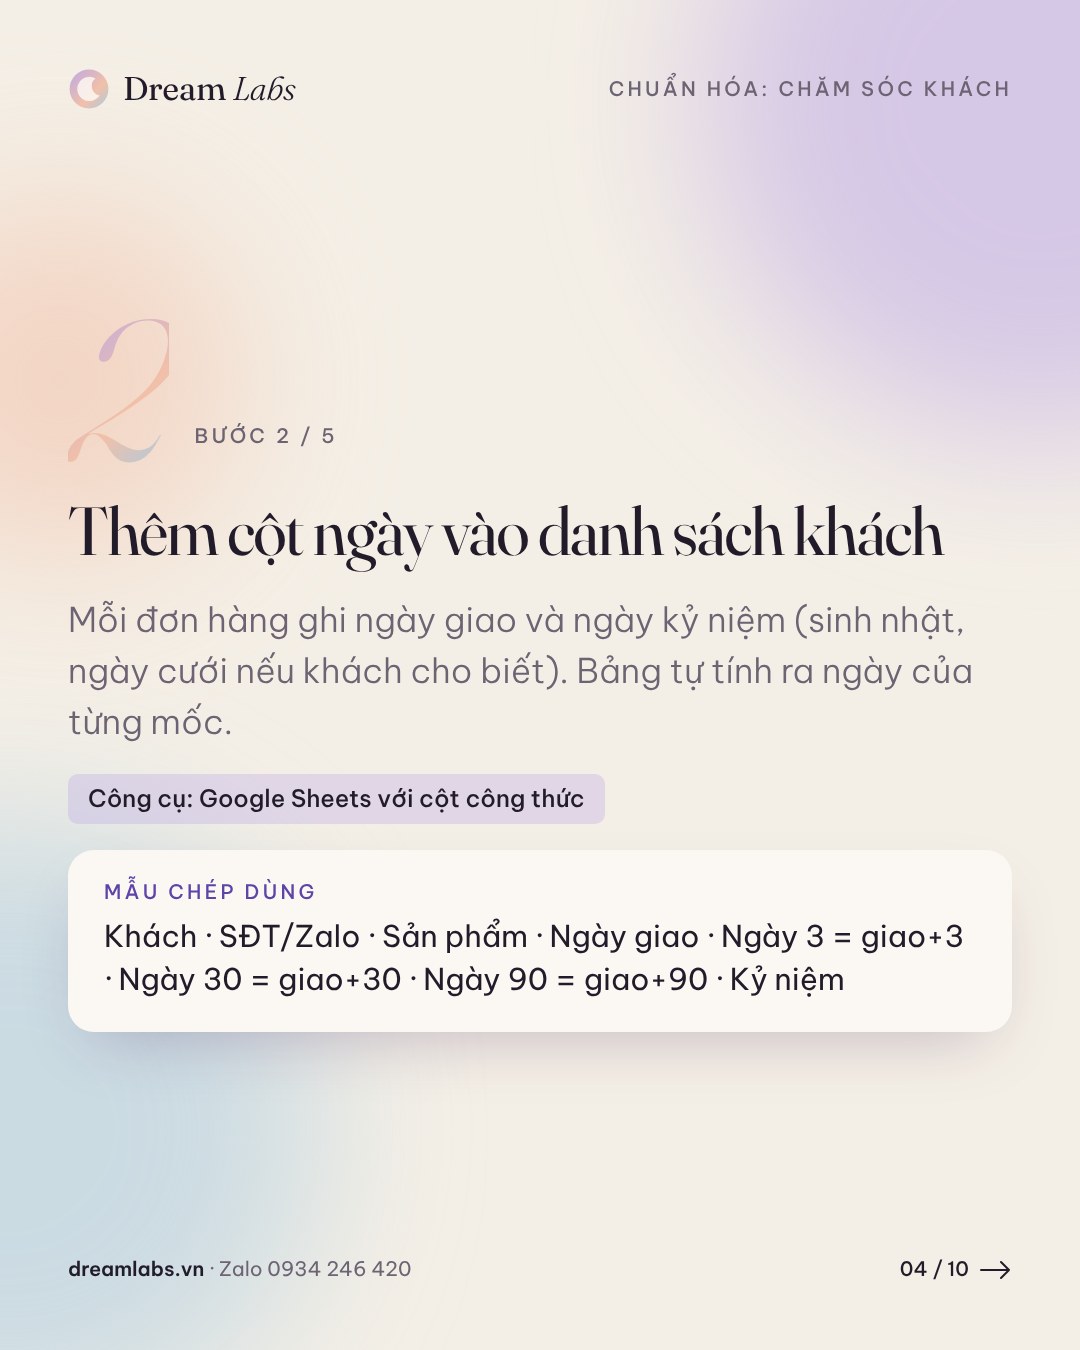 Dream Labs
CHUẨN HÓA: CHĂM SÓC KHÁCH
2
BƯỚC 2 / 5
Thêm cột ngày vào danh sách khách
Mỗi đơn hàng ghi ngày giao và ngày kỷ niệm (sinh nhật,
ngày cưới nếu khách cho biết). Bảng tự tính ra ngày của
từng mốc.
Công cụ: Google Sheets với cột công thức
MẪU CHÉP DÙNG
Khách · SĐT/Zalo · Sản phẩm · Ngày giao · Ngày 3 = giao+3
· Ngày 30 = giao+30 · Ngày 90 = giao+90 · Kỷ niệm
dreamlabs.vn · Zalo 0934 246 420
04 / 10 →